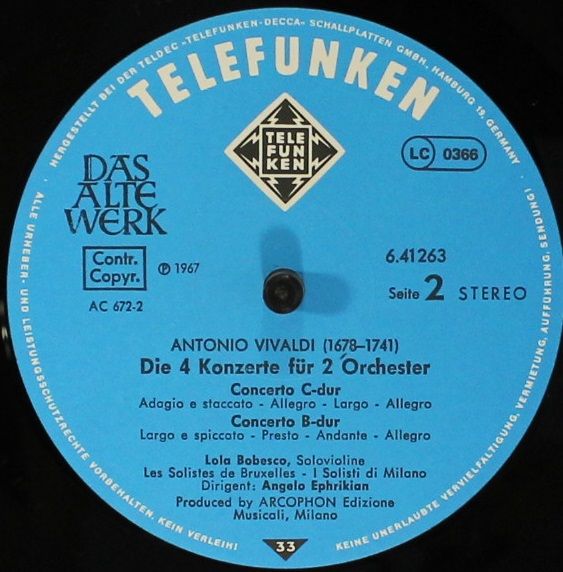 HERGESTELLT BEI DER TELDEC »TELEFUNKEN-DECCA« SCHALLPLATTEN GMBH, HAMBURG 19, GERMANY ·
TELEFUNKEN
TELE
FUN
KEN
LC 0366
DAS
ALTE
WERK
Contr.
Copyr.
℗ 1967
AC 672-2
6.41263
Seite 2 STEREO
ANTONIO VIVALDI (1678-1741)
Die 4 Konzerte für 2 Orchester
Concerto C-dur
Adagio e staccato - Allegro - Largo - Allegro
Concerto B-dur
Largo e spiccato - Presto - Andante - Allegro
Lola Bobesco, Solovioline
Les Solistes de Bruxelles - I Solisti di Milano
Dirigent: Angelo Ephrikian
Produced by ARCOPHON Edizione
Musicali, Milano
33
· ALLE URHEBER- UND LEISTUNGSSCHUTZRECHTE VORBEHALTEN. KEIN VERLEIH!
KEINE UNERLAUBTE VERVIELFÄLTIGUNG, VERMIETUNG, AUFFÜHRUNG, SENDUNG!